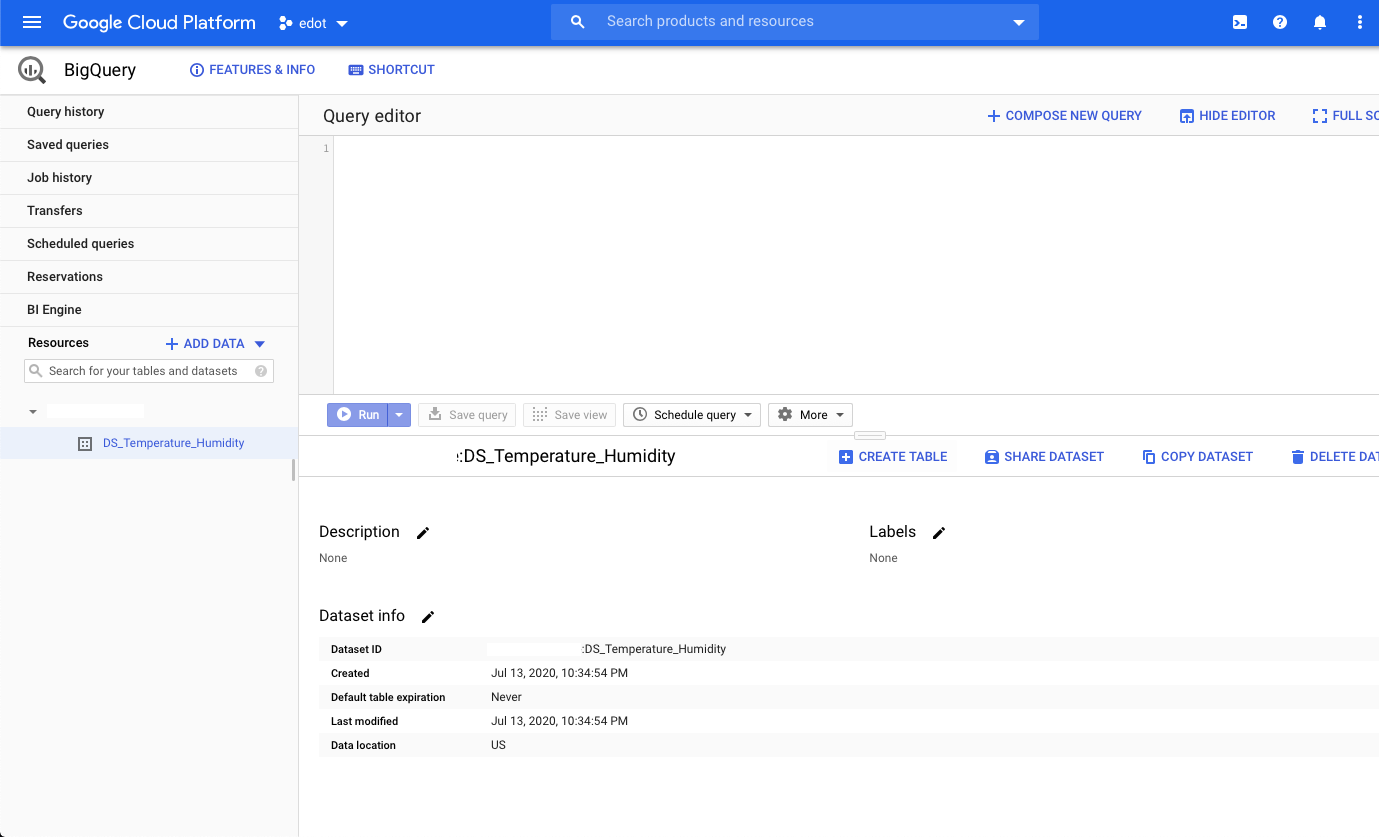 Google Cloud Platform edot Search products and resources
BigQuery FEATURES & INFO SHORTCUT
Query history
Saved queries
Job history
Transfers
Scheduled queries
Reservations
BI Engine
Resources ADD DATA
Search for your tables and datasets
DS_Temperature_Humidity
Query editor COMPOSE NEW QUERY HIDE EDITOR FULL SC
1
Run Save query Save view Schedule query More
:DS_Temperature_Humidity CREATE TABLE SHARE DATASET COPY DATASET DELETE DAT
Description Labels
None None
Dataset info
Dataset ID :DS_Temperature_Humidity
Created Jul 13, 2020, 10:34:54 PM
Default table expiration Never
Last modified Jul 13, 2020, 10:34:54 PM
Data location US